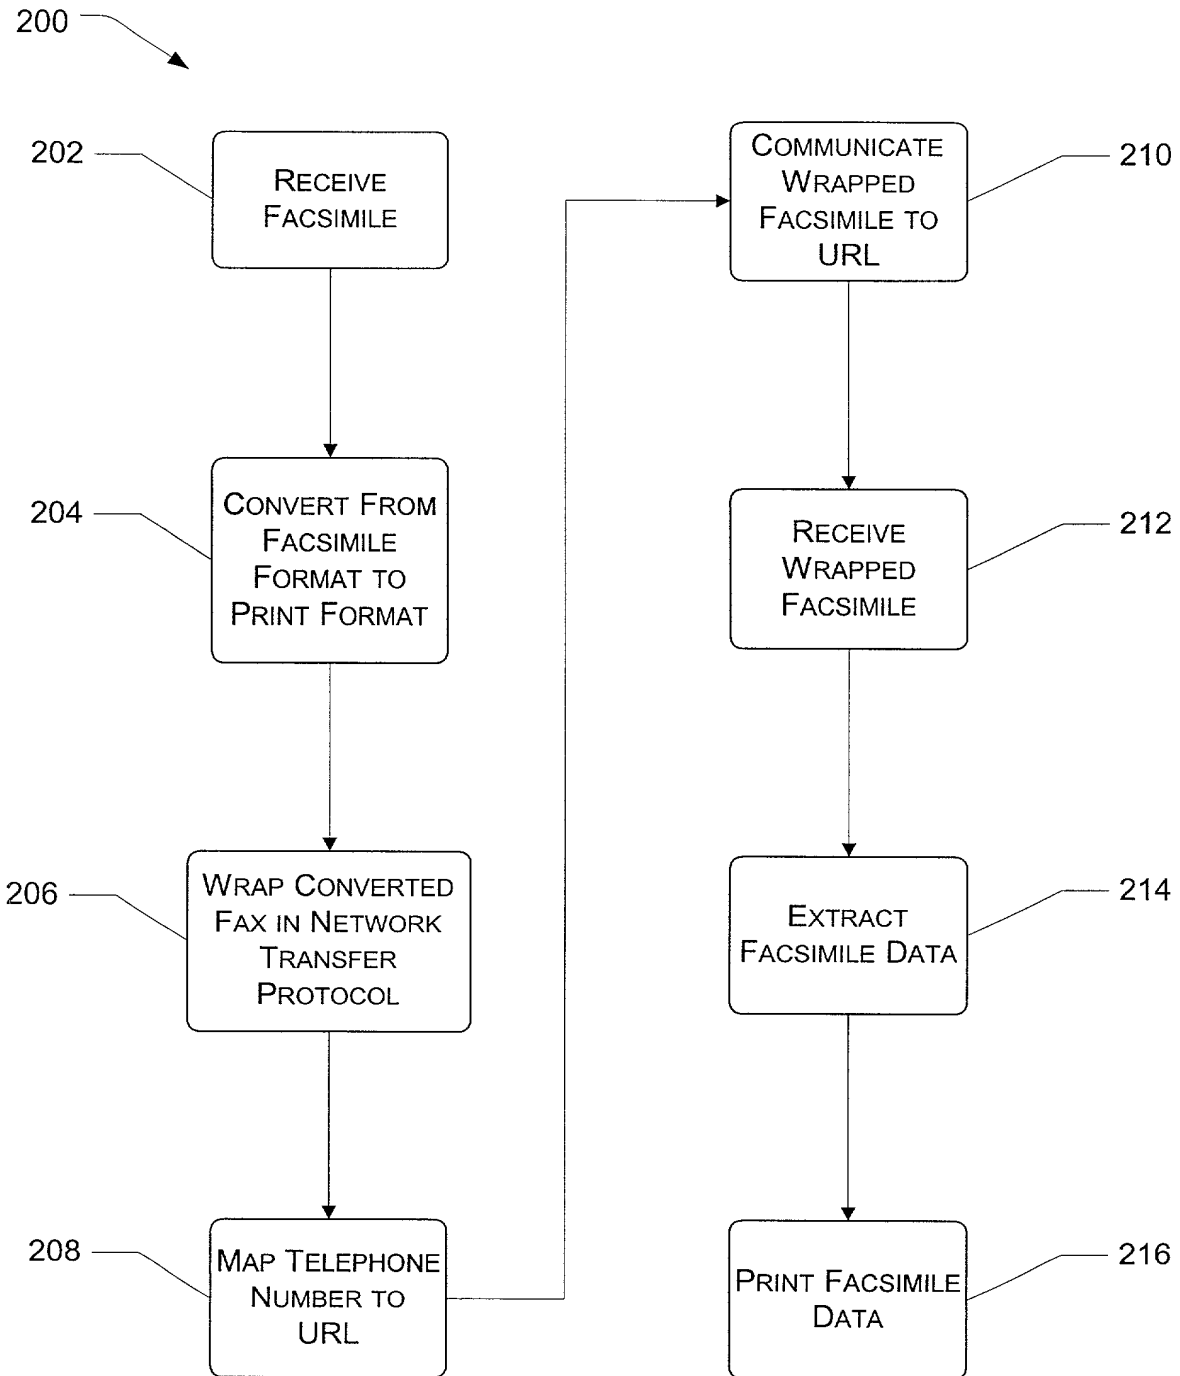 200
202
RECEIVE
FACSIMILE
204
CONVERT FROM
FACSIMILE
FORMAT TO
PRINT FORMAT
206
WRAP CONVERTED
FAX IN NETWORK
TRANSFER
PROTOCOL
208
MAP TELEPHONE
NUMBER TO
URL
COMMUNICATE
WRAPPED
FACSIMILE TO
URL
210
RECEIVE
WRAPPED
FACSIMILE
212
EXTRACT
FACSIMILE DATA
214
PRINT FACSIMILE
DATA
216